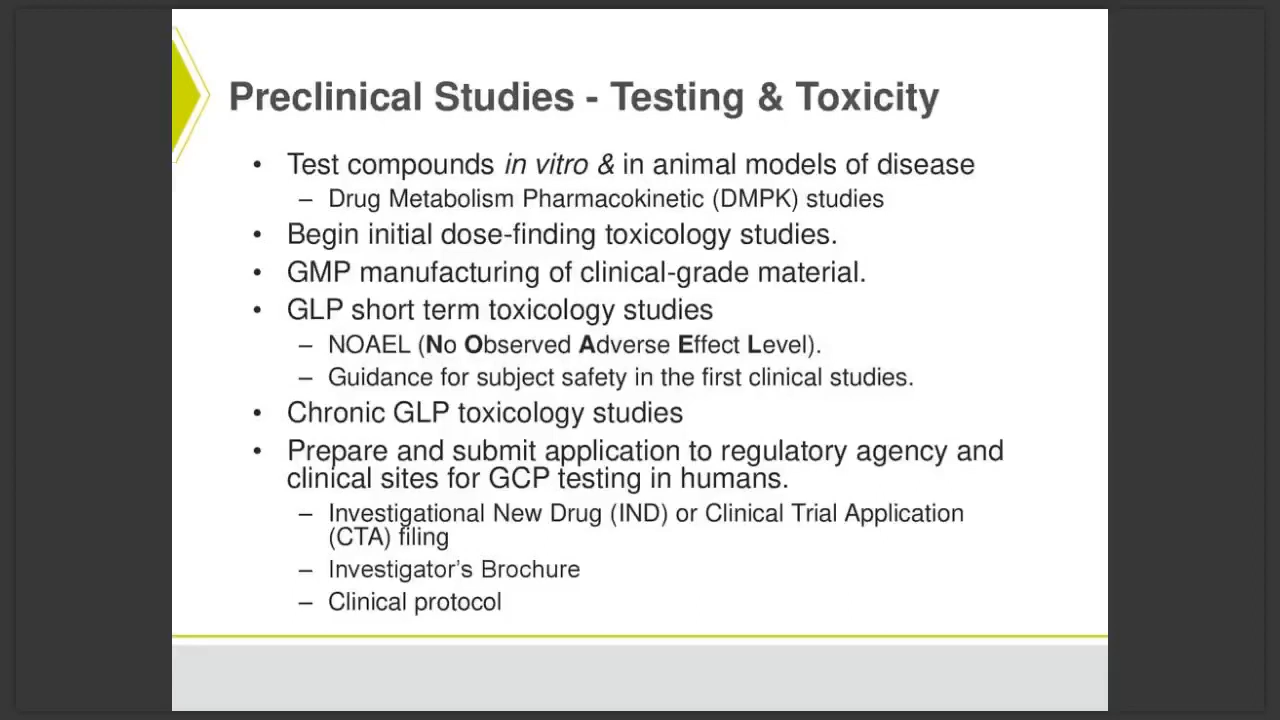 Preclinical Studies - Testing & Toxicity
• Test compounds in vitro & in animal models of disease
– Drug Metabolism Pharmacokinetic (DMPK) studies
• Begin initial dose-finding toxicology studies.
• GMP manufacturing of clinical-grade material.
• GLP short term toxicology studies
– NOAEL (No Observed Adverse Effect Level).
– Guidance for subject safety in the first clinical studies.
• Chronic GLP toxicology studies
• Prepare and submit application to regulatory agency and
clinical sites for GCP testing in humans.
– Investigational New Drug (IND) or Clinical Trial Application
(CTA) filing
– Investigator's Brochure
– Clinical protocol